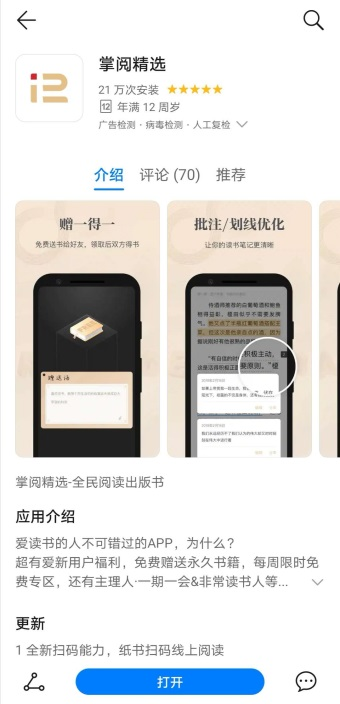 掌阅精选
21 万次安装
12 年满 12 周岁
广告检测 · 病毒检测 · 人工复检
介绍 评论 (70) 推荐
赠一得一
免费送书给好友，领取后双方得书
赠送语
批注/划线优化
让你的读书笔记更清晰
积极主动，
掌阅精选-全民阅读出版书
应用介绍
爱读书的人不可错过的APP，为什么？
超有爱新用户福利，免费赠送永久书籍，每周限时免
费专区，还有主理人·一期一会&非常读书人等...
更新
1 全新扫码能力，纸书扫码线上阅读
打开